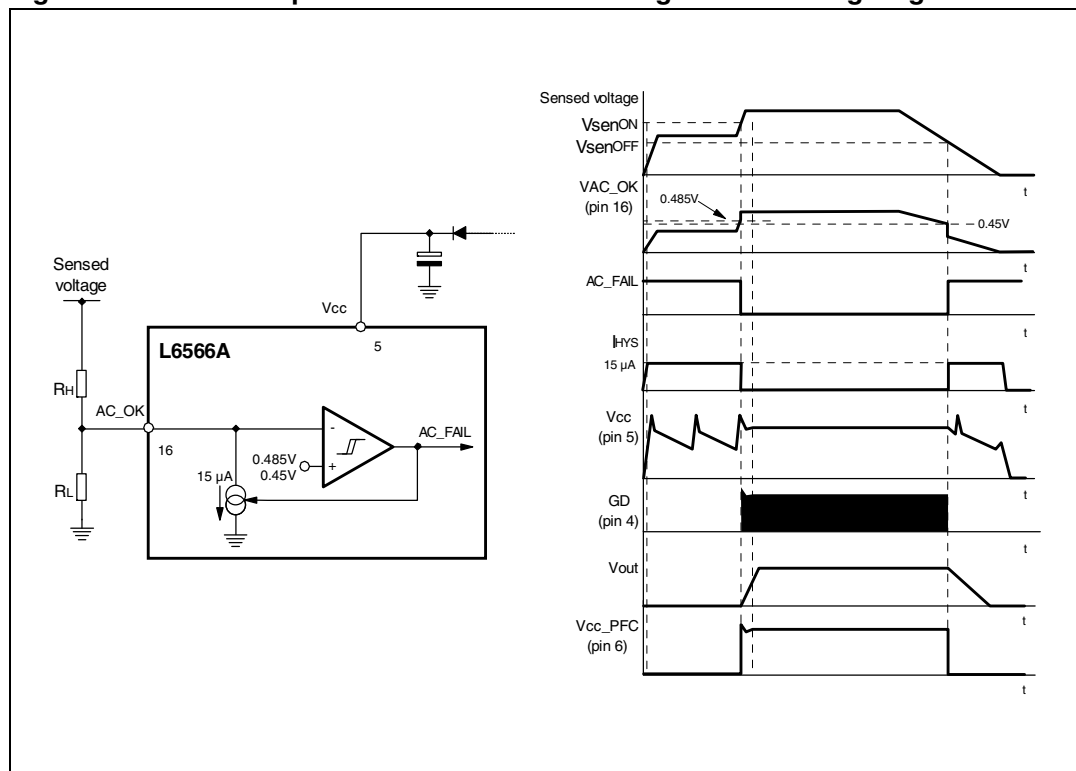 Sensed
voltage
RH
AC_OK
RL
L6566A
16
15 µA
0.485V
0.45V
-
+
AC_FAIL
Vcc
5
Sensed voltage
VsenON
VsenOFF
t
VAC_OK
(pin 16)
0.485V
0.45V
t
AC_FAIL
t
IHYS
15 µA
t
Vcc
(pin 5)
t
GD
(pin 4)
t
Vout
t
Vcc_PFC
(pin 6)
t